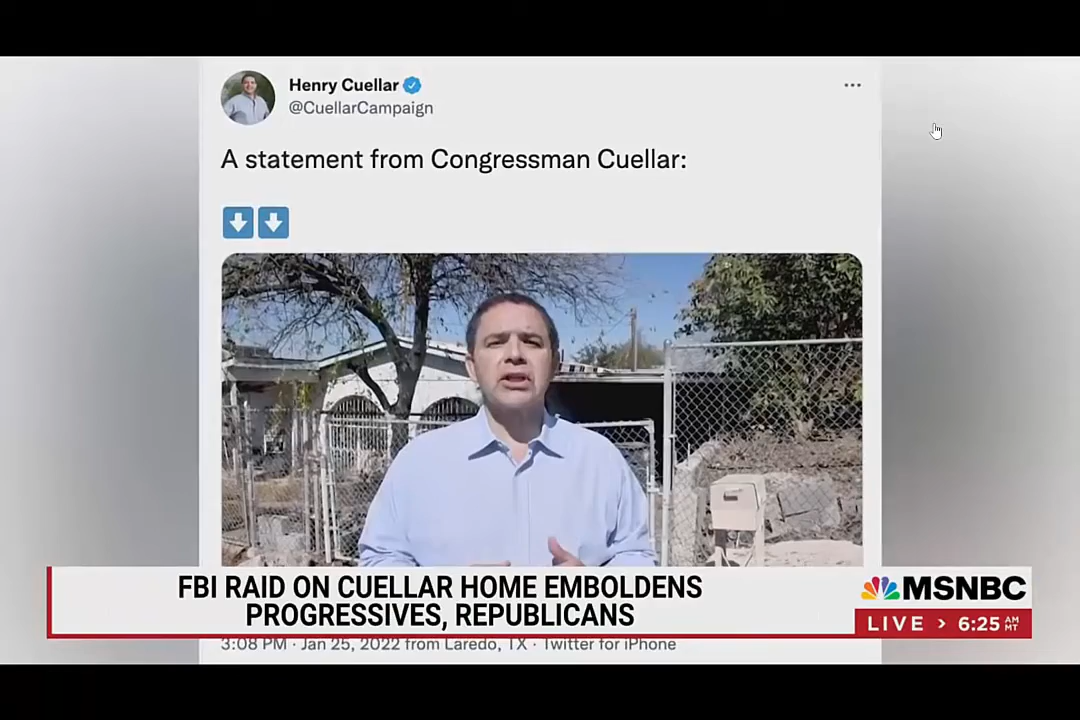 Henry Cuellar
@CuellarCampaign
A statement from Congressman Cuellar:
FBI RAID ON CUELLAR HOME EMBOLDENS
PROGRESSIVES, REPUBLICANS
MSNBC
LIVE > 6:25 AM MT
3:08 PM · Jan 25, 2022 from Laredo, TX · Twitter for iPhone